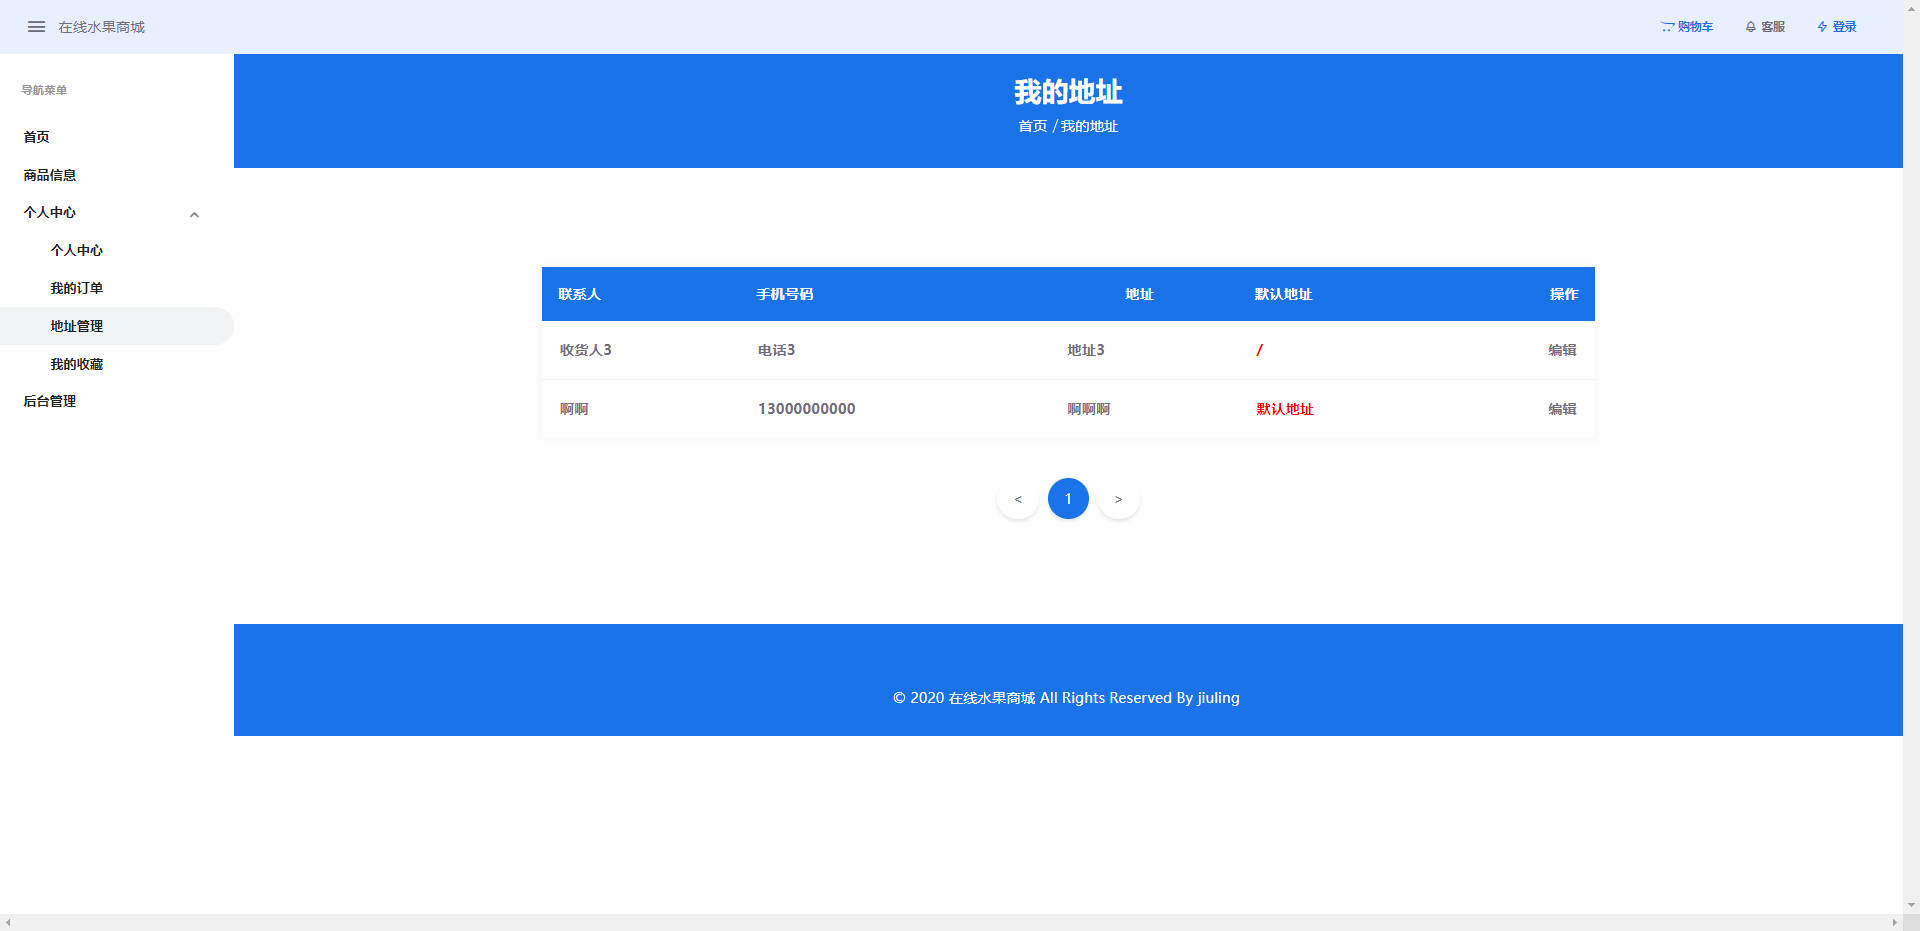 在线水果商城
购物车
客服
登录
导航菜单
首页
商品信息
个人中心
个人中心
我的订单
地址管理
我的收藏
后台管理
我的地址
首页 /我的地址
联系人 手机号码 地址 默认地址 操作
收货人3 电话3 地址3 / 编辑
啊啊 13000000000 啊啊啊 默认地址 编辑
< 1 >
© 2020 在线水果商城 All Rights Reserved By jiuling